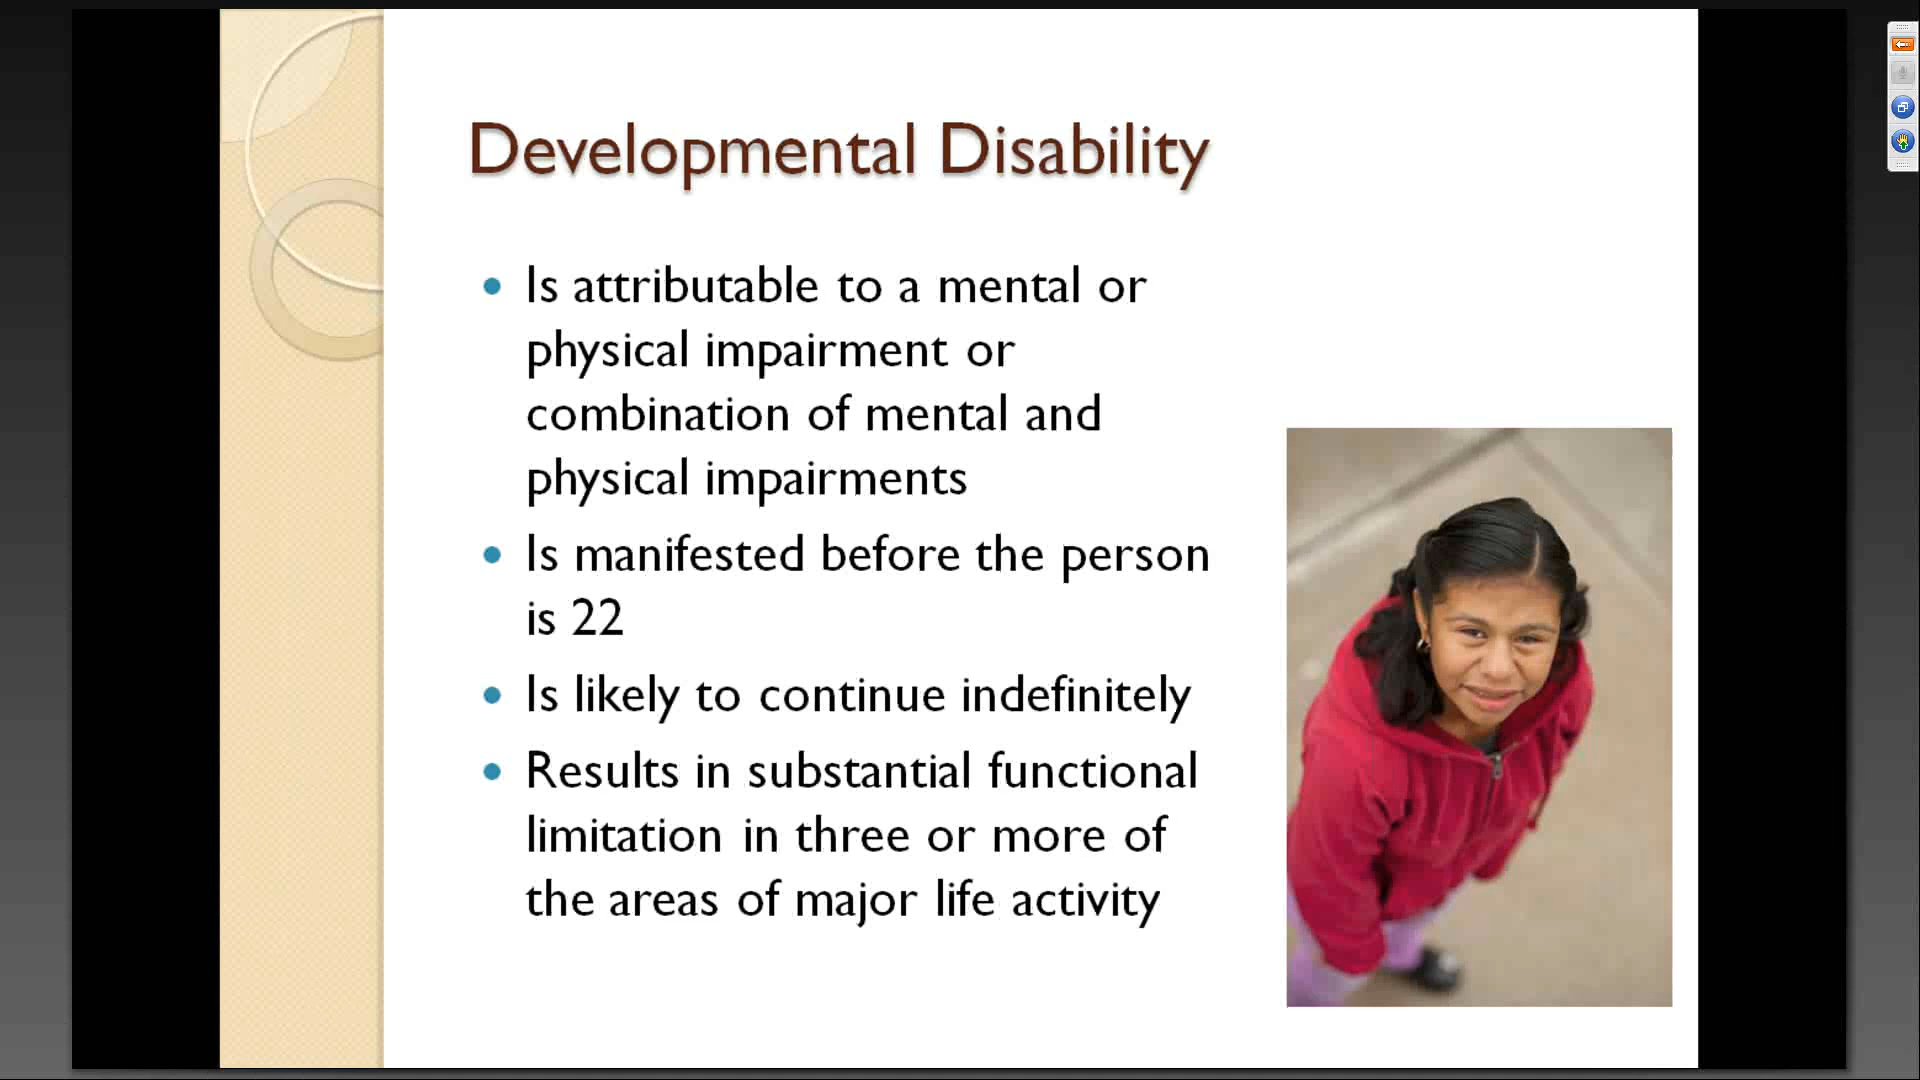 Developmental Disability
Is attributable to a mental or
physical impairment or
combination of mental and
physical impairments
Is manifested before the person
is 22
Is likely to continue indefinitely
Results in substantial functional
limitation in three or more of
the areas of major life activity